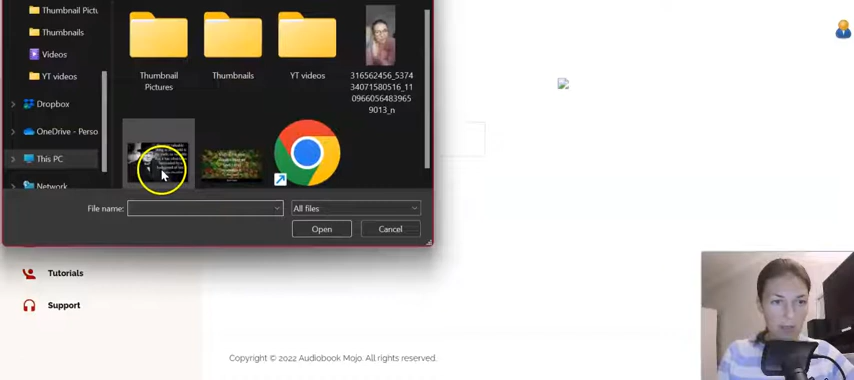 Thumbnail Pictu
Thumbnails
Videos
YT videos
Dropbox
OneDrive - Perso
This PC
Network
Thumbnail
Pictures
Thumbnails
YT videos
316562456_5374
34071580516_11
0966056483965
9013_n
File name:
All files
Open
Cancel
Tutorials
Support
Copyright © 2022 Audiobook Mojo. All rights reserved.